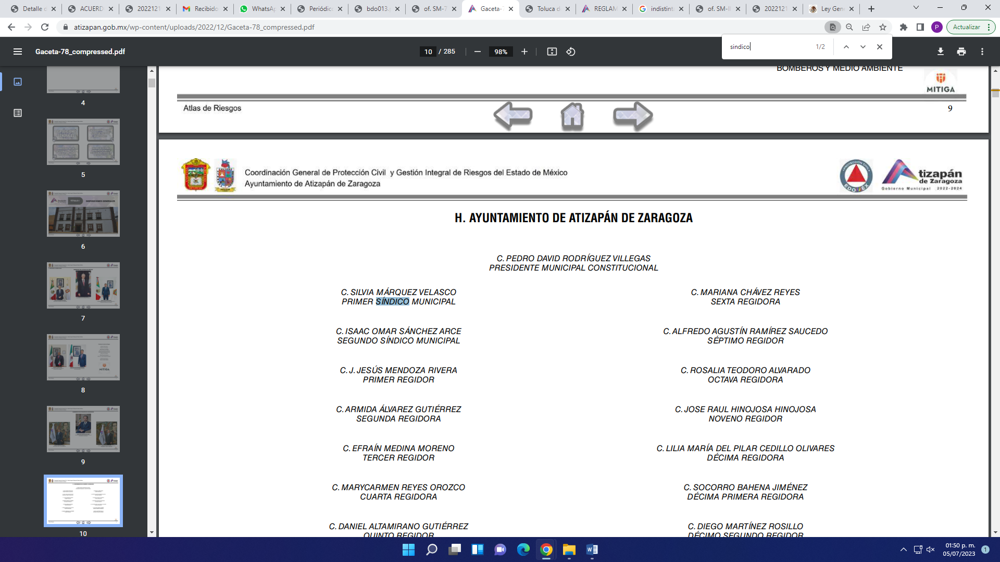 Detalle d
ACUERD
2022121
Recibido
WhatsAp
Periódico
bdo013.
of. SM-7
Gaceta-7
Toluca d
REGLAM
indistint
of. SM-II
2022121
Ley Gen
atizapan.gob.mx/wp-content/uploads/2022/12/Gaceta-78_compressed.pdf
P
Actualizar
Gaceta-78_compressed.pdf
10 / 285
98%
sindico
1/2
4
5
6
7
8
9
10
BOMBEROS Y MEDIO AMBIENTE
MITIGA
Atlas de Riesgos
9
Coordinación General de Protección Civil y Gestión Integral de Riesgos del Estado de México
Ayuntamiento de Atizapán de Zaragoza
PROTECCIÓN CIVIL
EDOMEX
Atizapán
de Zaragoza
Gobierno Municipal 2022-2024
H. AYUNTAMIENTO DE ATIZAPÁN DE ZARAGOZA
C. PEDRO DAVID RODRÍGUEZ VILLEGAS
PRESIDENTE MUNICIPAL CONSTITUCIONAL
C. SILVIA MÁRQUEZ VELASCO
PRIMER SÍNDICO MUNICIPAL
C. MARIANA CHÁVEZ REYES
SEXTA REGIDORA
C. ISAAC OMAR SÁNCHEZ ARCE
SEGUNDO SÍNDICO MUNICIPAL
C. ALFREDO AGUSTÍN RAMÍREZ SAUCEDO
SÉPTIMO REGIDOR
C. J. JESÚS MENDOZA RIVERA
PRIMER REGIDOR
C. ROSALIA TEODORO ALVARADO
OCTAVA REGIDORA
C. ARMIDA ÁLVAREZ GUTIÉRREZ
SEGUNDA REGIDORA
C. JOSE RAUL HINOJOSA HINOJOSA
NOVENO REGIDOR
C. EFRAÍN MEDINA MORENO
TERCER REGIDOR
C. LILIA MARÍA DEL PILAR CEDILLO OLIVARES
DÉCIMA REGIDORA
C. MARYCARMEN REYES OROZCO
CUARTA REGIDORA
C. SOCORRO BAHENA JIMÉNEZ
DÉCIMA PRIMERA REGIDORA
C. DANIEL ALTAMIRANO GUTIÉRREZ
QUINTO REGIDOR
C. DIEGO MARTÍNEZ ROSILLO
DÉCIMO SEGUNDO REGIDOR
01:50 p. m.
05/07/2023
1